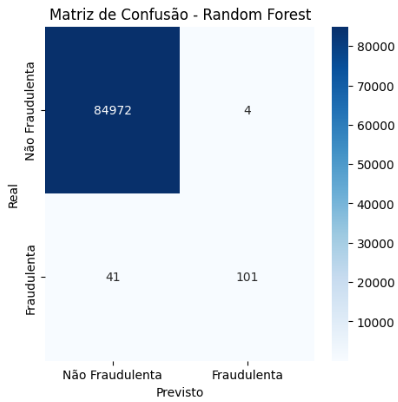 Matriz de Confusão - Random Forest
Real
Não Fraudulenta
84972
4
Fraudulenta
41
101
Não Fraudulenta
Fraudulenta
Previsto
80000
70000
60000
50000
40000
30000
20000
10000